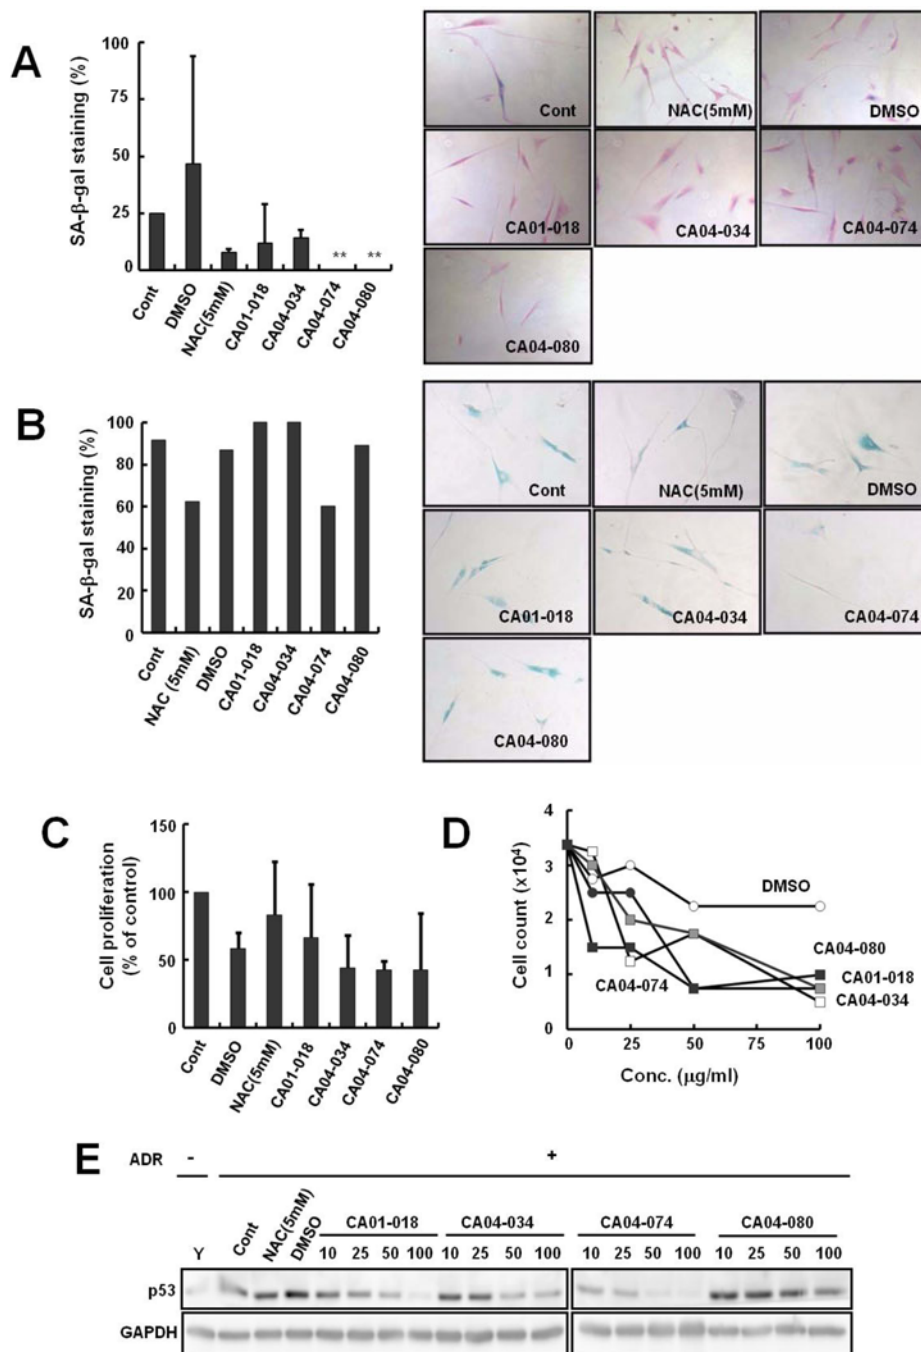 A
SA-β-gal staining (%)
100
75
50
25
0
** **
Cont DMSO NAC(5mM) CA01-018 CA04-034 CA04-074 CA04-080
Cont NAC(5mM) DMSO
CA01-018 CA04-034 CA04-074
CA04-080
B
SA-β-gal staining (%)
100
80
60
40
20
0
Cont NAC (5mM) DMSO CA01-018 CA04-034 CA04-074 CA04-080
Cont NAC(5mM) DMSO
CA01-018 CA04-034 CA04-074
CA04-080
C
Cell proliferation
(% of control)
150
100
50
0
Cont DMSO NAC(5mM) CA01-018 CA04-034 CA04-074 CA04-080
D
Cell count (x10⁴)
4
3
2
1
0
DMSO
CA04-080
CA01-018
CA04-034
CA04-074
0 25 50 75 100
Conc. (μg/ml)
E
ADR - +
Y Cont NAC(5mM) DMSO CA01-018 CA04-034 CA04-074 CA04-080
10 25 50 100 10 25 50 100 10 25 50 100 10 25 50 100
p53
GAPDH